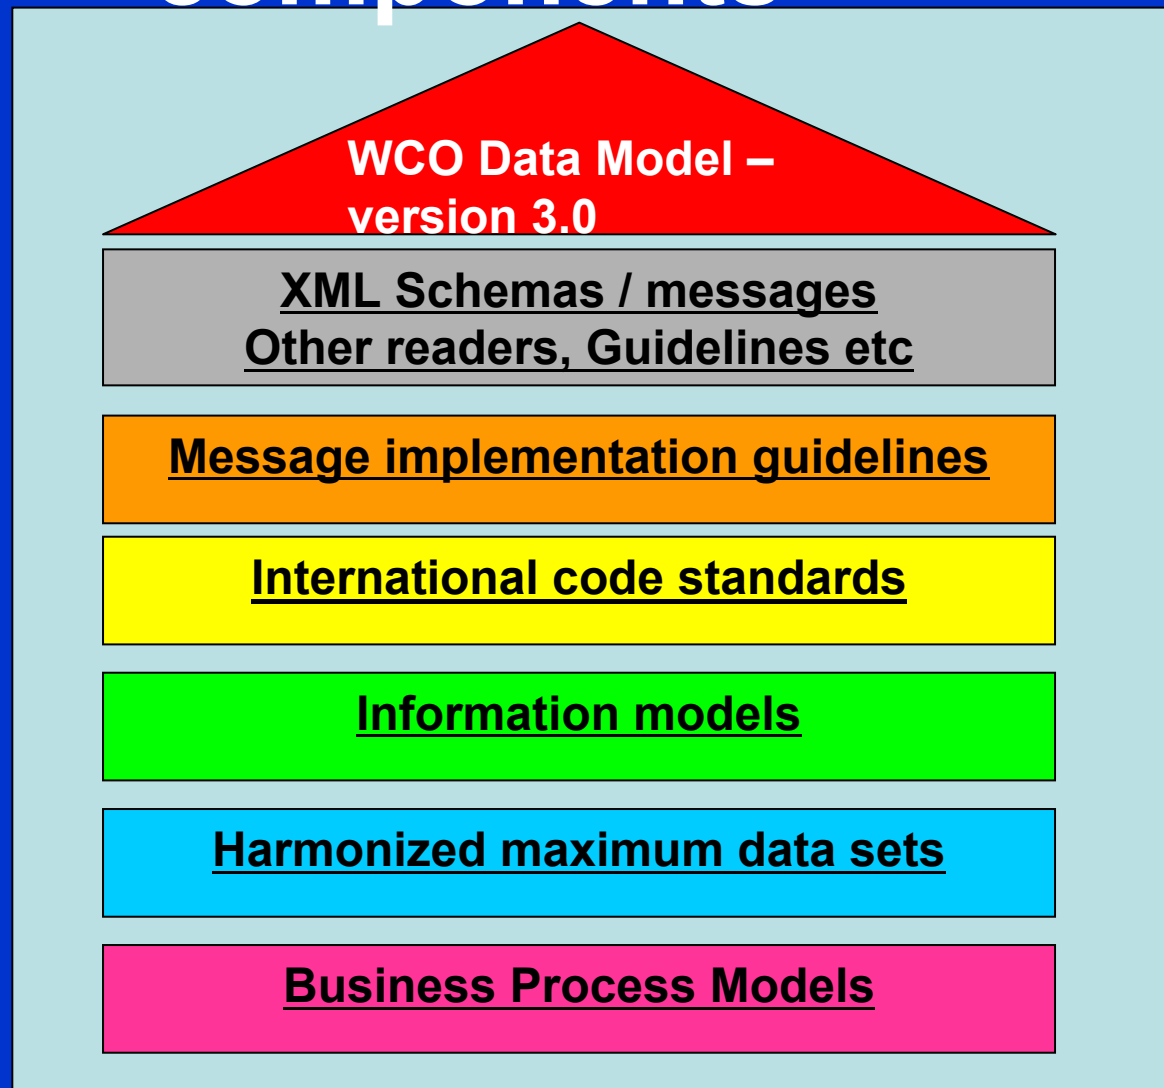 components
WCO Data Model –
version 3.0
XML Schemas / messages
Other readers, Guidelines etc
Message implementation guidelines
International code standards
Information models
Harmonized maximum data sets
Business Process Models